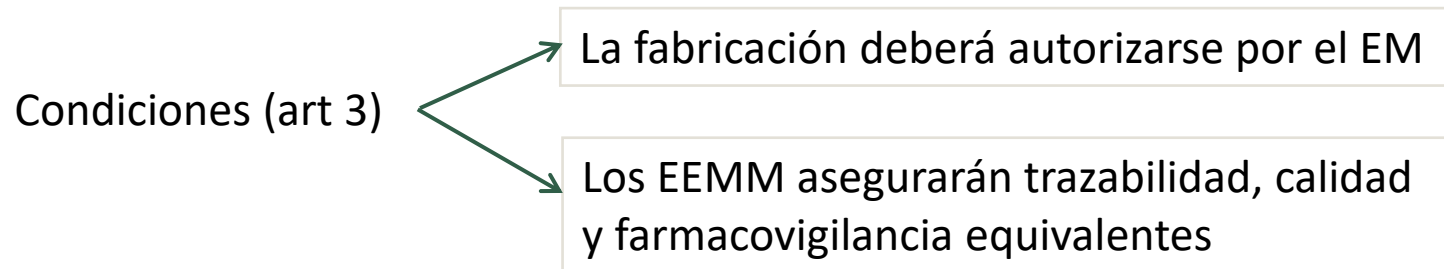 La fabricación deberá autorizarse por el EM
Condiciones (art 3)
Los EEMM asegurarán trazabilidad, calidad
y farmacovigilancia equivalentes